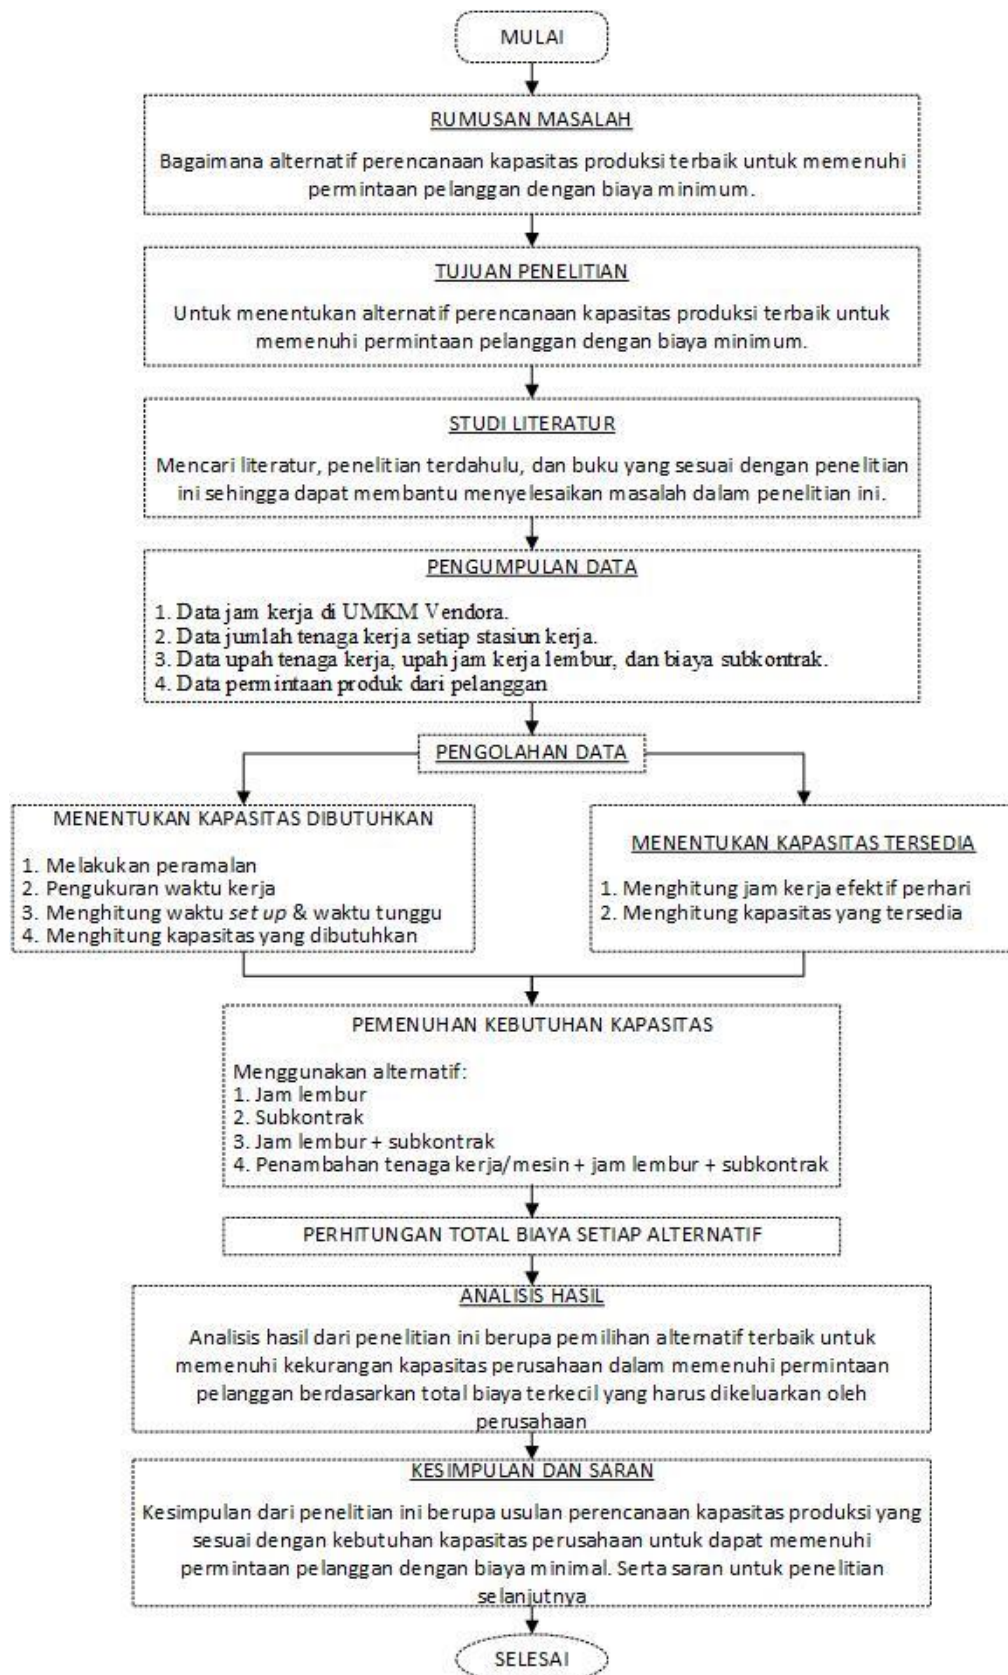 MULAI
RUMUSAN MASALAH
Bagaimana alternatif perencanaan kapasitas produksi terbaik untuk memenuhi
permintaan pelanggan dengan biaya minimum.
TUJUAN PENELITIAN
Untuk menentukan alternatif perencanaan kapasitas produksi terbaik untuk
memenuhi permintaan pelanggan dengan biaya minimum.
STUDI LITERATUR
Mencari literatur, penelitian terdahulu, dan buku yang sesuai dengan penelitian
ini sehingga dapat membantu menyelesaikan masalah dalam penelitian ini.
PENGUMPULAN DATA
1. Data jam kerja di UMKM Vendora.
2. Data jumlah tenaga kerja setiap stasiun kerja.
3. Data upah tenaga kerja, upah jam kerja lembur, dan biaya subkontrak.
4. Data permintaan produk dari pelanggan
PENGOLAHAN DATA
MENENTUKAN KAPASITAS DIBUTUHKAN
1. Melakukan peramalan
2. Pengukuran waktu kerja
3. Menghitung waktu set up & waktu tunggu
4. Menghitung kapasitas yang dibutuhkan
MENENTUKAN KAPASITAS TERSEDIA
1. Menghitung jam kerja efektif perhari
2. Menghitung kapasitas yang tersedia
PEMENUHAN KEBUTUHAN KAPASITAS
Menggunakan alternatif:
1. Jam lembur
2. Subkontrak
3. Jam lembur + subkontrak
4. Penambahan tenaga kerja/mesin + jam lembur + subkontrak
PERHITUNGAN TOTAL BIAYA SETIAP ALTERNATIF
ANALISIS HASIL
Analisis hasil dari penelitian ini berupa pemilihan alternatif terbaik untuk
memenuhi kekurangan kapasitas perusahaan dalam memenuhi permintaan
pelanggan berdasarkan total biaya terkecil yang harus dikeluarkan oleh
perusahaan
KESIMPULAN DAN SARAN
Kesimpulan dari penelitian ini berupa usulan perencanaan kapasitas produksi yang
sesuai dengan kebutuhan kapasitas perusahaan untuk dapat memenuhi
permintaan pelanggan dengan biaya minimal. Serta saran untuk penelitian
selanjutnya
SELESAI